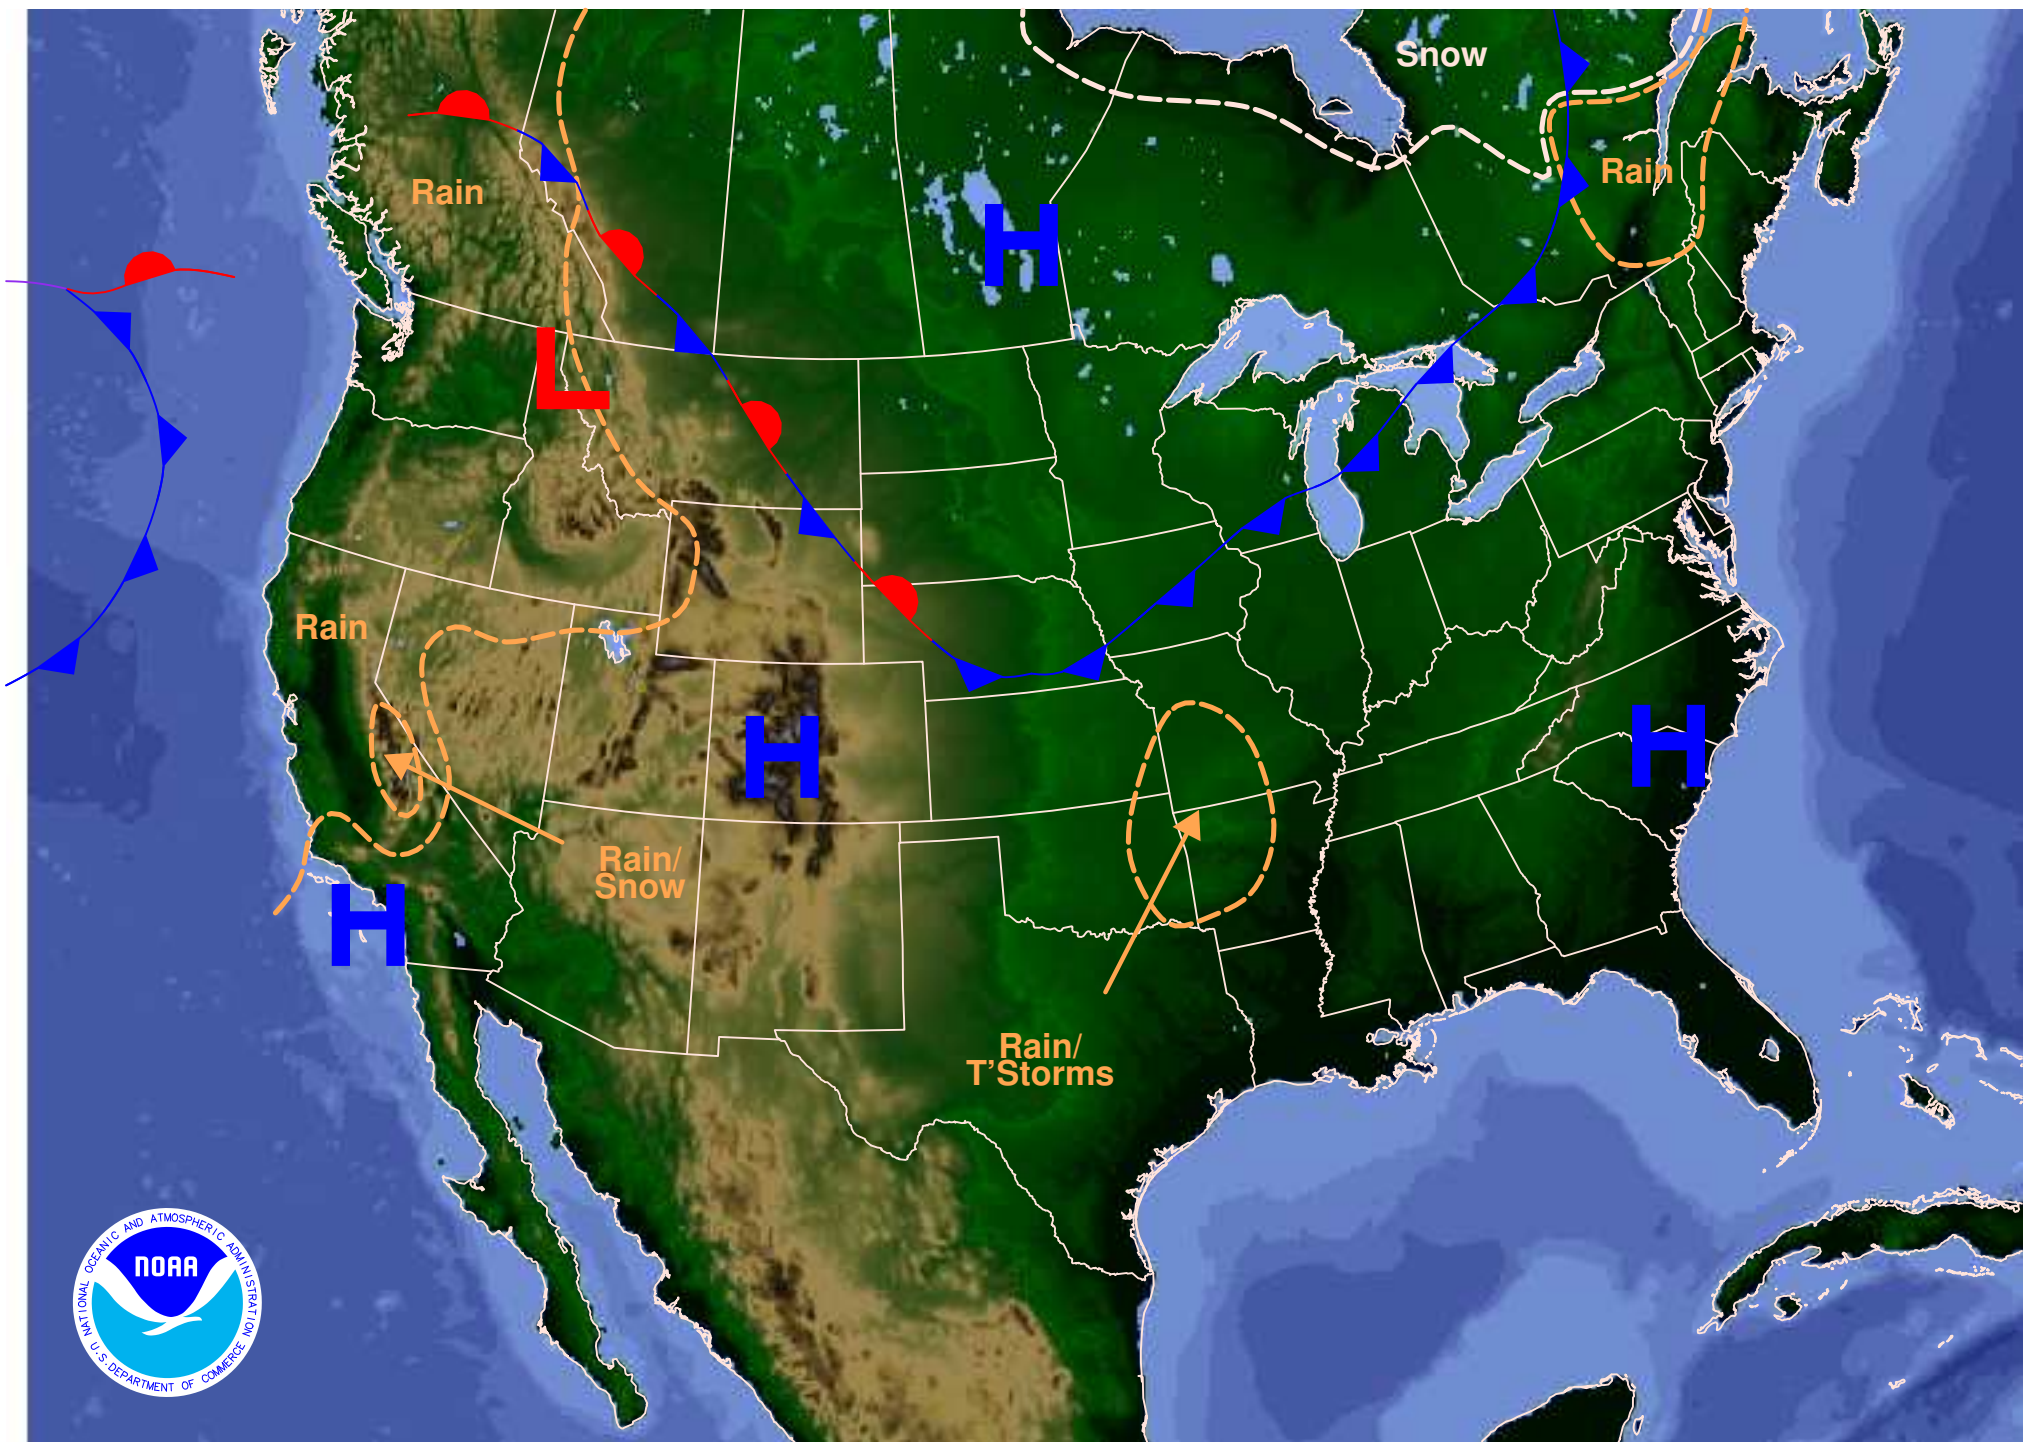 Snow
Rain
Rain
H
L
Rain
H
H
Rain/
Snow
H
Rain/
T'Storms
NATIONAL OCEANIC AND ATMOSPHERIC ADMINISTRATION
NOAA
U.S. DEPARTMENT OF COMMERCE